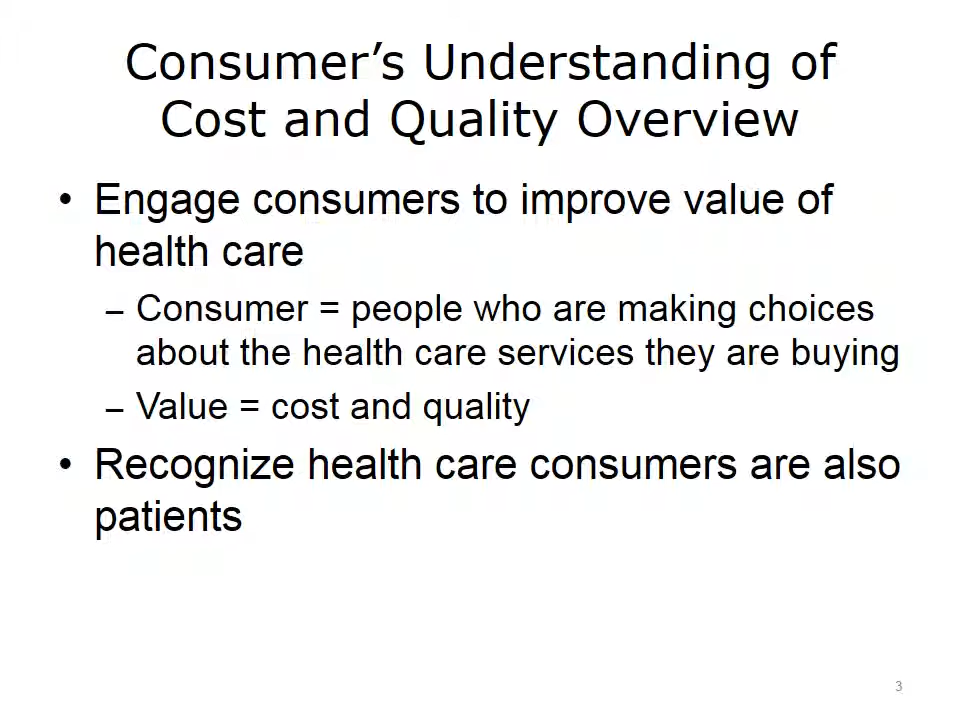 Consumer’s Understanding of
Cost and Quality Overview
• Engage consumers to improve value of
health care
– Consumer = people who are making choices
about the health care services they are buying
– Value = cost and quality
• Recognize health care consumers are also
patients
3